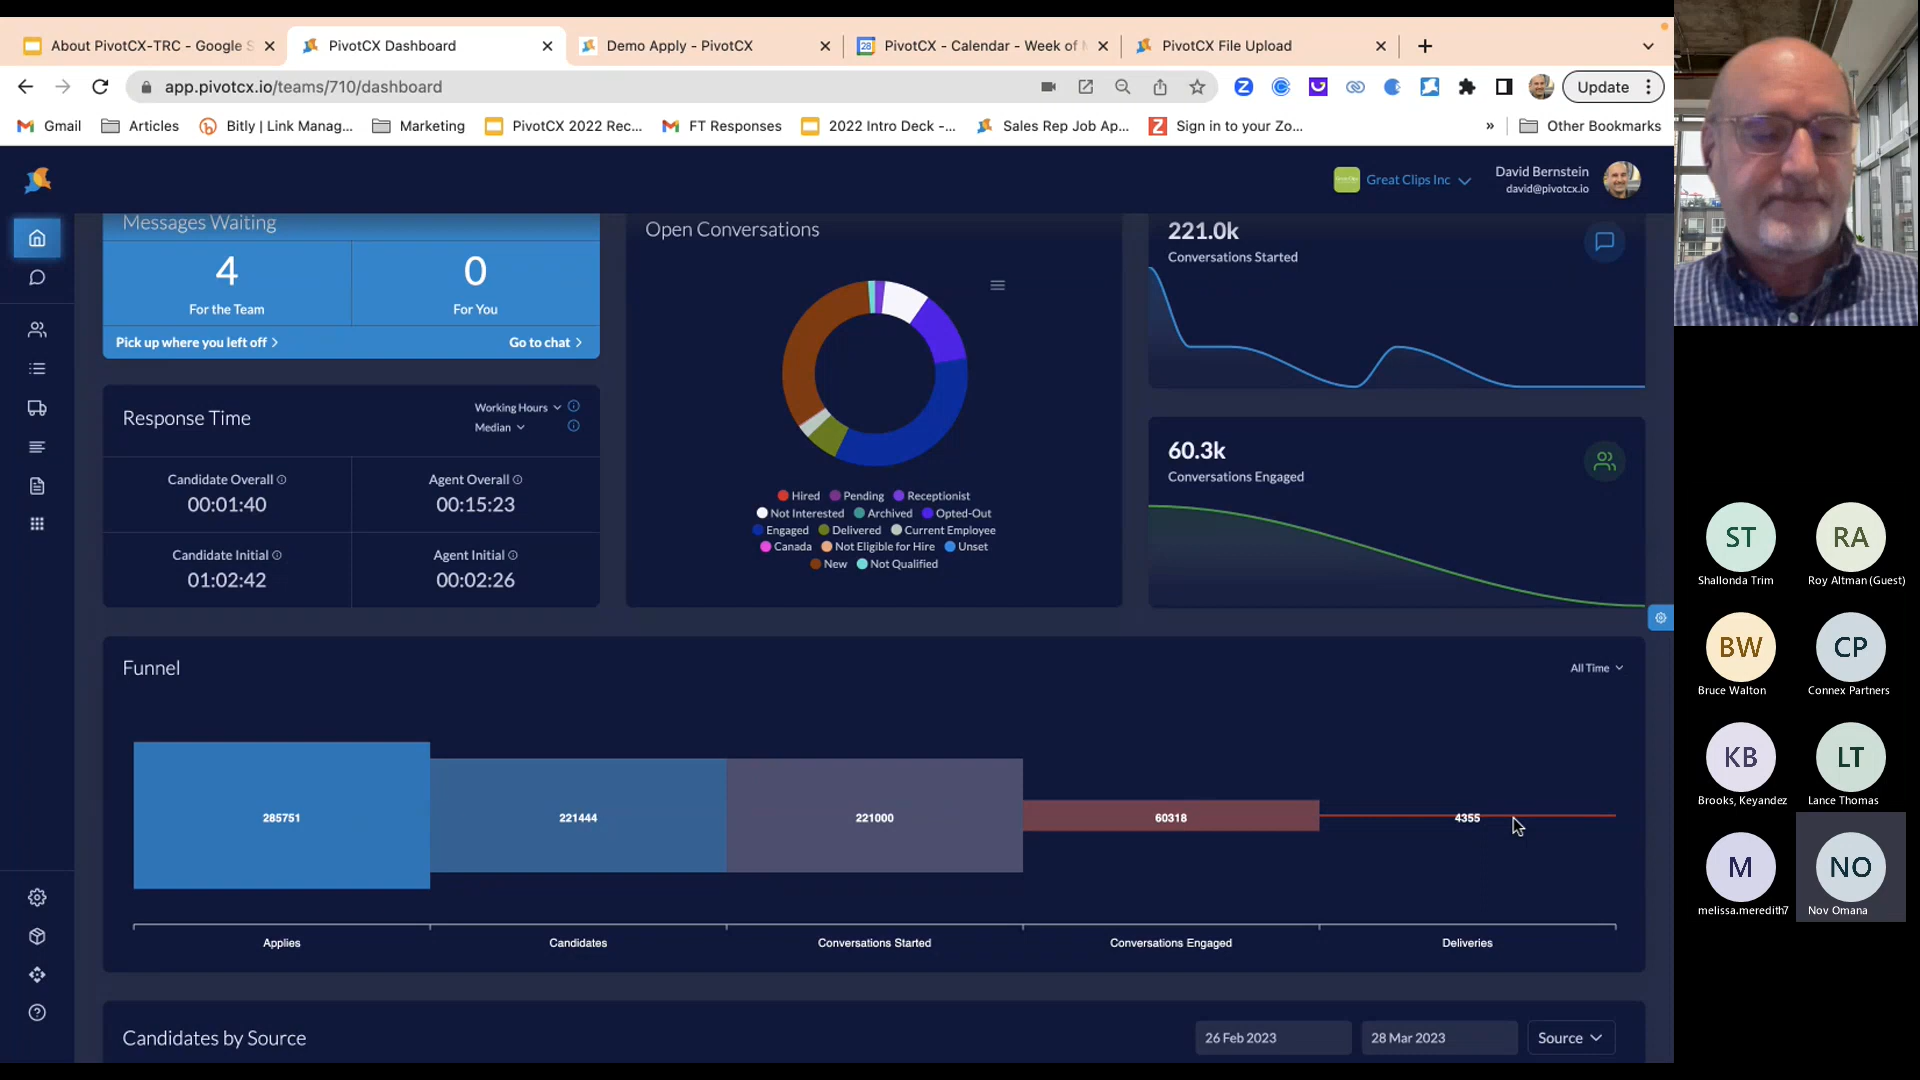 About PivotCX-TRC - Google S
PivotCX Dashboard
Demo Apply - PivotCX
28
PivotCX - Calendar - Week of
PivotCX File Upload
app.pivotcx.io/teams/710/dashboard
Update
Gmail
Articles
Bitly | Link Manag...
Marketing
PivotCX 2022 Rec...
FT Responses
2022 Intro Deck -...
Sales Rep Job Ap...
Sign in to your Zo...
»
Other Bookmarks
Great Clips Inc
David Bernstein
david@pivotcx.io
Messages Waiting
4
For the Team
0
For You
Pick up where you left off >
Go to chat >
Response Time
Working Hours
Median
Candidate Overall
00:01:40
Agent Overall
00:15:23
Candidate Initial
01:02:42
Agent Initial
00:02:26
Open Conversations
Hired Pending Receptionist
Not Interested Archived Opted-Out
Engaged Delivered Current Employee
Canada Not Eligible for Hire Unset
New Not Qualified
221.0k
Conversations Started
60.3k
Conversations Engaged
Funnel
All Time
285751
221444
221000
60318
4355
Applies
Candidates
Conversations Started
Conversations Engaged
Deliveries
Candidates by Source
26 Feb 2023
28 Mar 2023
Source
ST
Shallonda Trim
RA
Roy Altman (Guest)
BW
Bruce Walton
CP
Connex Partners
KB
Brooks, Keyandez
LT
Lance Thomas
M
melissa.meredith7
NO
Nov Omana